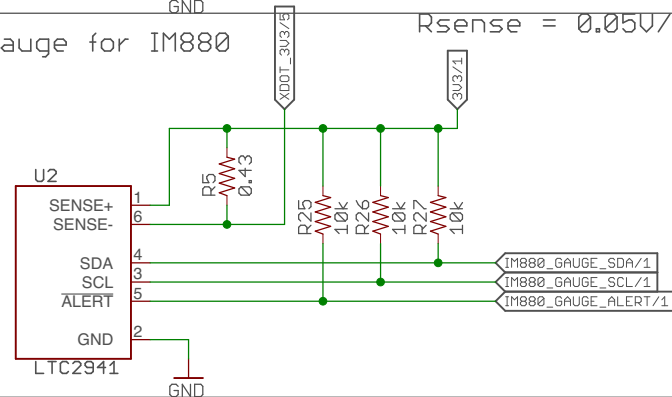 GND
auge for IM880
Rsense = 0.05V/
XDOT_3V3/5
3V3/1
U2
R5
0.43
R25
10k
R26
10k
R27
10k
SENSE+ 1
SENSE- 6
SDA 4
SCL 3
ALERT 5
GND 2
IM880_GAUGE_SDA/1
IM880_GAUGE_SCL/1
IM880_GAUGE_ALERT/1
LTC2941
GND